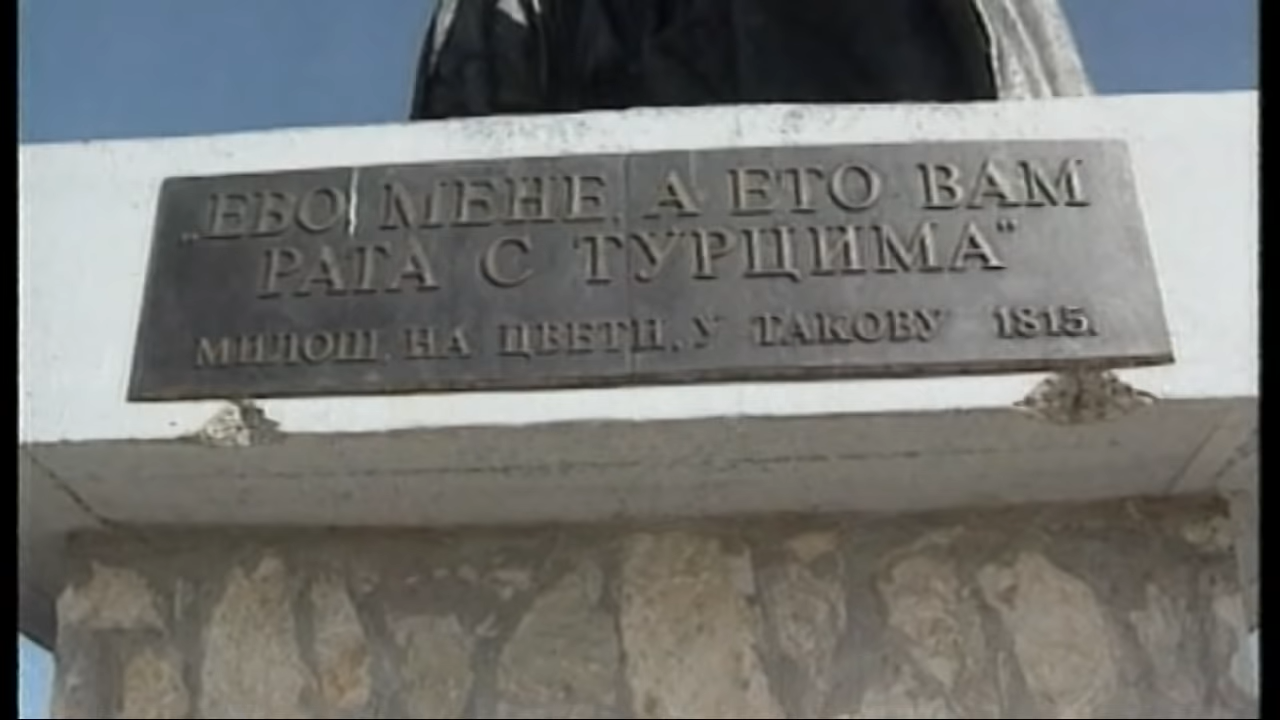 „ЕВО МЕНЕ, А ЕТО ВАМ
РАТА С ТУРЦИМА"
МИЛОШ, НА ЦВЕТИ, У ТАКОВУ 1815.